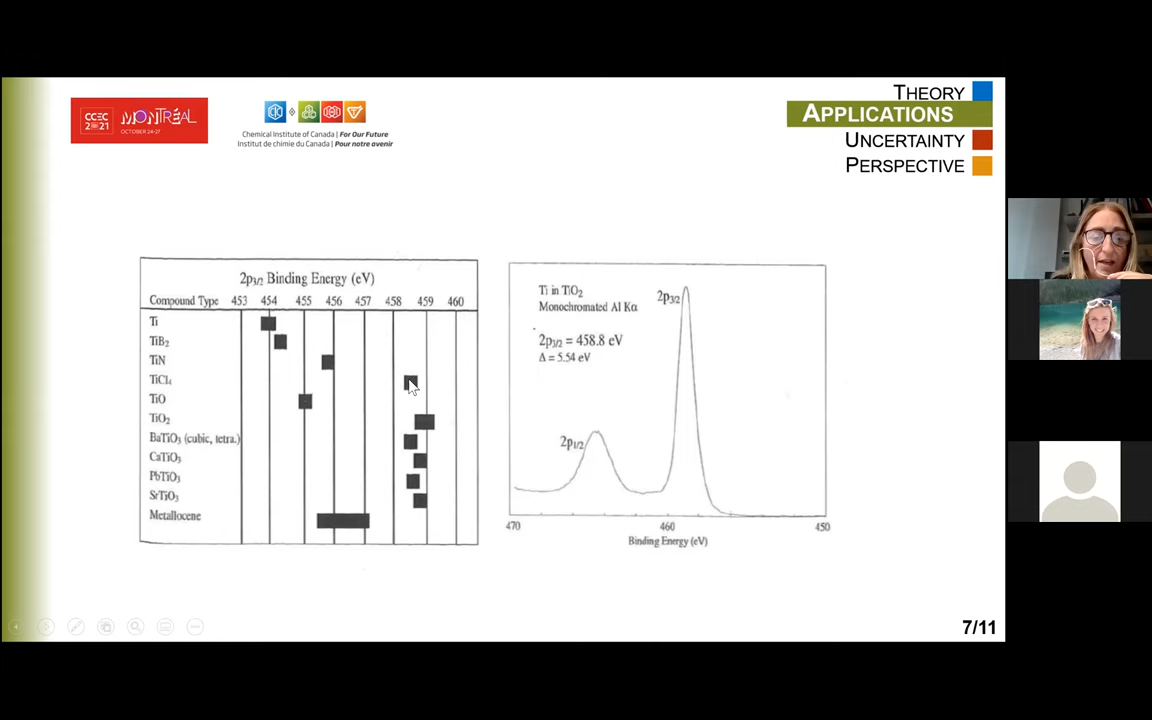 CCEC
2021
MONTRÉAL
OCTOBER 24-27
Chemical Institute of Canada | For Our Future
Institut de chimie du Canada | Pour notre avenir
THEORY
APPLICATIONS
UNCERTAINTY
PERSPECTIVE
2p3/2 Binding Energy (eV)
Compound Type 453 454 455 456 457 458 459 460
Ti
TiB2
TiN
TiCl4
TiO
TiO2
BaTiO3 (cubic, tetra.)
CaTiO3
PbTiO3
SrTiO3
Metallocene
Ti in TiO2
Monochromated Al Kα
2p3/2 = 458.8 eV
Δ = 5.54 eV
2p3/2
2p1/2
470 460 450
Binding Energy (eV)
7/11